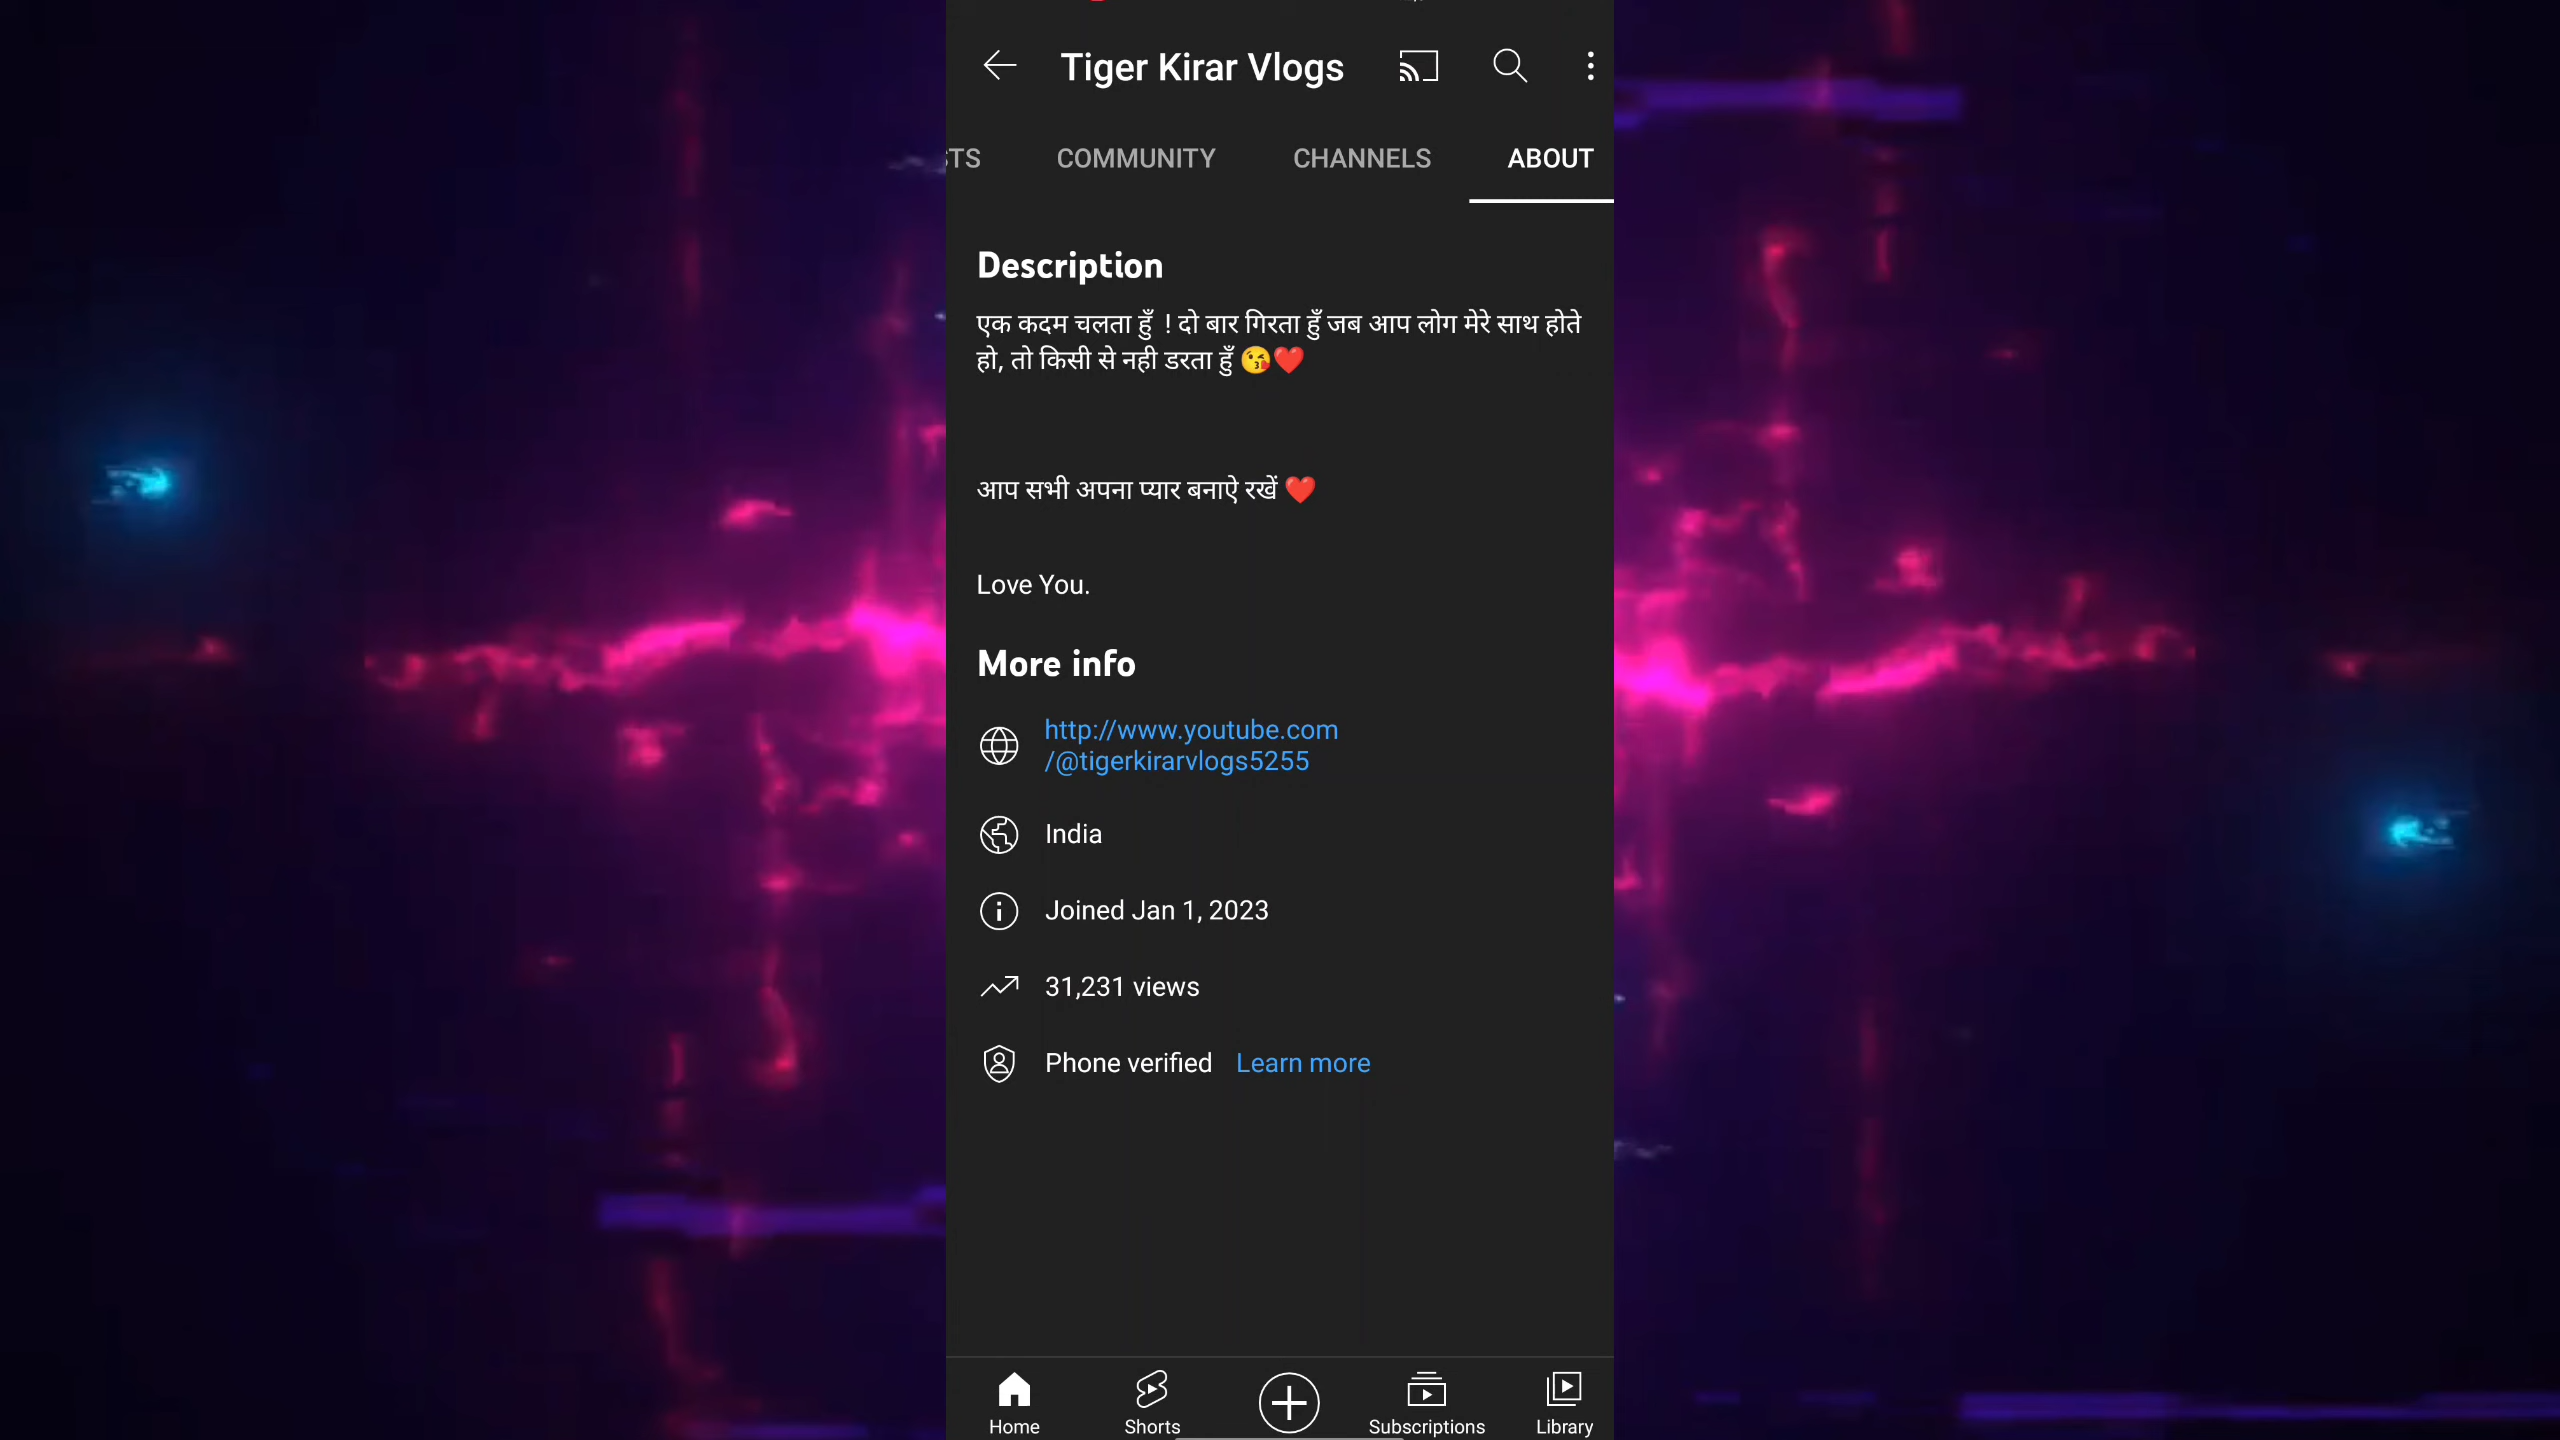 Tiger Kirar Vlogs
STS COMMUNITY CHANNELS ABOUT
Description
एक कदम चलता हुँ ! दो बार गिरता हुँ जब आप लोग मेरे साथ होते
हो, तो किसी से नही डरता हुँ 😘❤️
आप सभी अपना प्यार बनाऐ रखें ❤️
Love You.
More info
http://www.youtube.com
/@tigerkirarvlogs5255
India
Joined Jan 1, 2023
31,231 views
Phone verified Learn more
Home Shorts Subscriptions Library